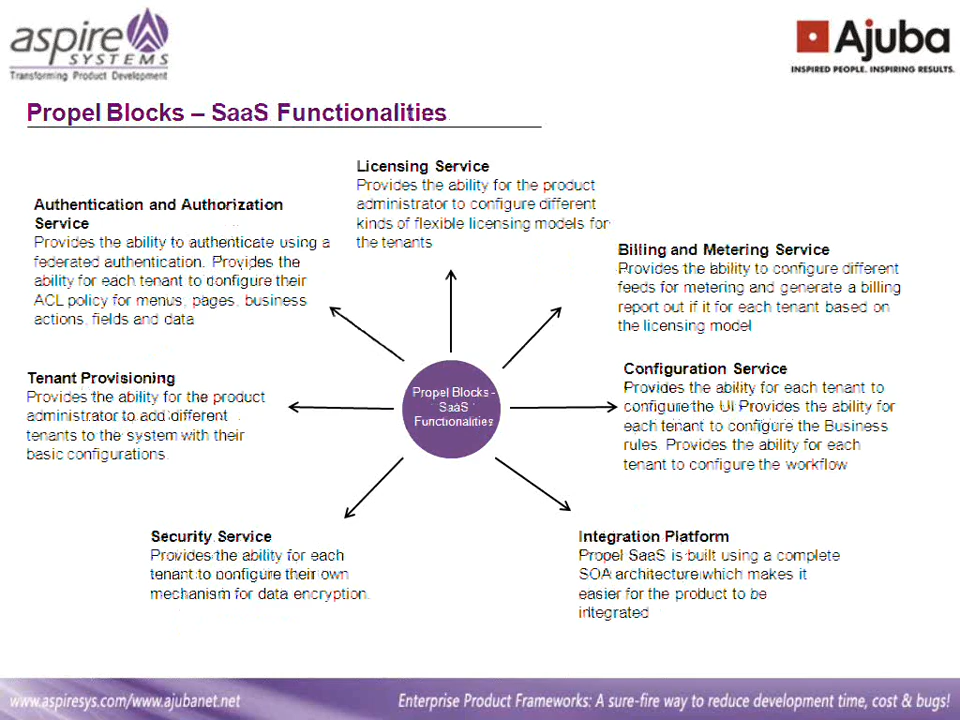 aspire
SYSTEMS
Transforming Product Development
Ajuba
INSPIRED PEOPLE. INSPIRING RESULTS.
Propel Blocks – SaaS Functionalities
Licensing Service
Provides the ability for the product
administrator to configure different
kinds of flexible licensing models for
the tenants
Authentication and Authorization
Service
Provides the ability to authenticate using a
federated authentication. Provides the
ability for each tenant to configure their
ACL policy for menus, pages, business
actions, fields and data
Billing and Metering Service
Provides the ability to configure different
feeds for metering and generate a billing
report out if it for each tenant based on
the licensing model
Tenant Provisioning
Provides the ability for the product
administrator to add different
tenants to the system with their
basic configurations.
Propel Blocks -
SaaS
Functionalities
Configuration Service
Provides the ability for each tenant to
configure the UI Provides the ability for
each tenant to configure the Business
rules. Provides the ability for each
tenant to configure the workflow
Security Service
Provides the ability for each
tenant to configure their own
mechanism for data encryption.
Integration Platform
Propel SaaS is built using a complete
SOA architecture which makes it
easier for the product to be
integrated
www.aspiresys.com/www.ajubanet.net
Enterprise Product Frameworks: A sure-fire way to reduce development time, cost & bugs!